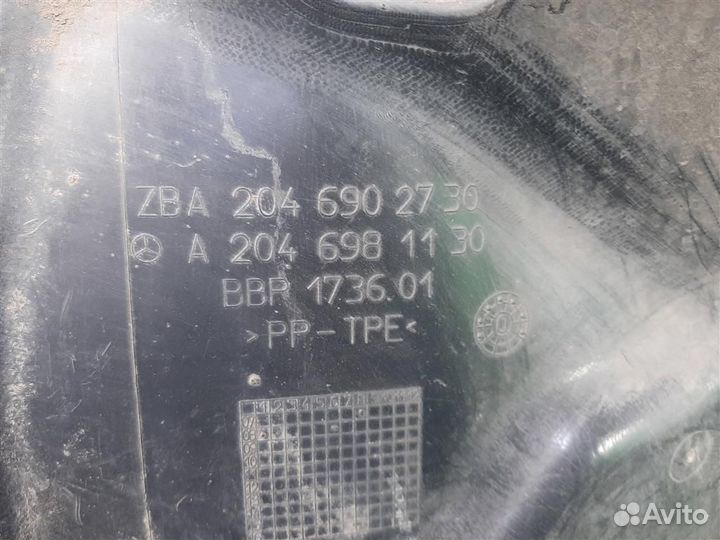 ZBA 204 690 27 30
A 204 698 11 30
BBP 1736.01
>PP-TPE<
Avito